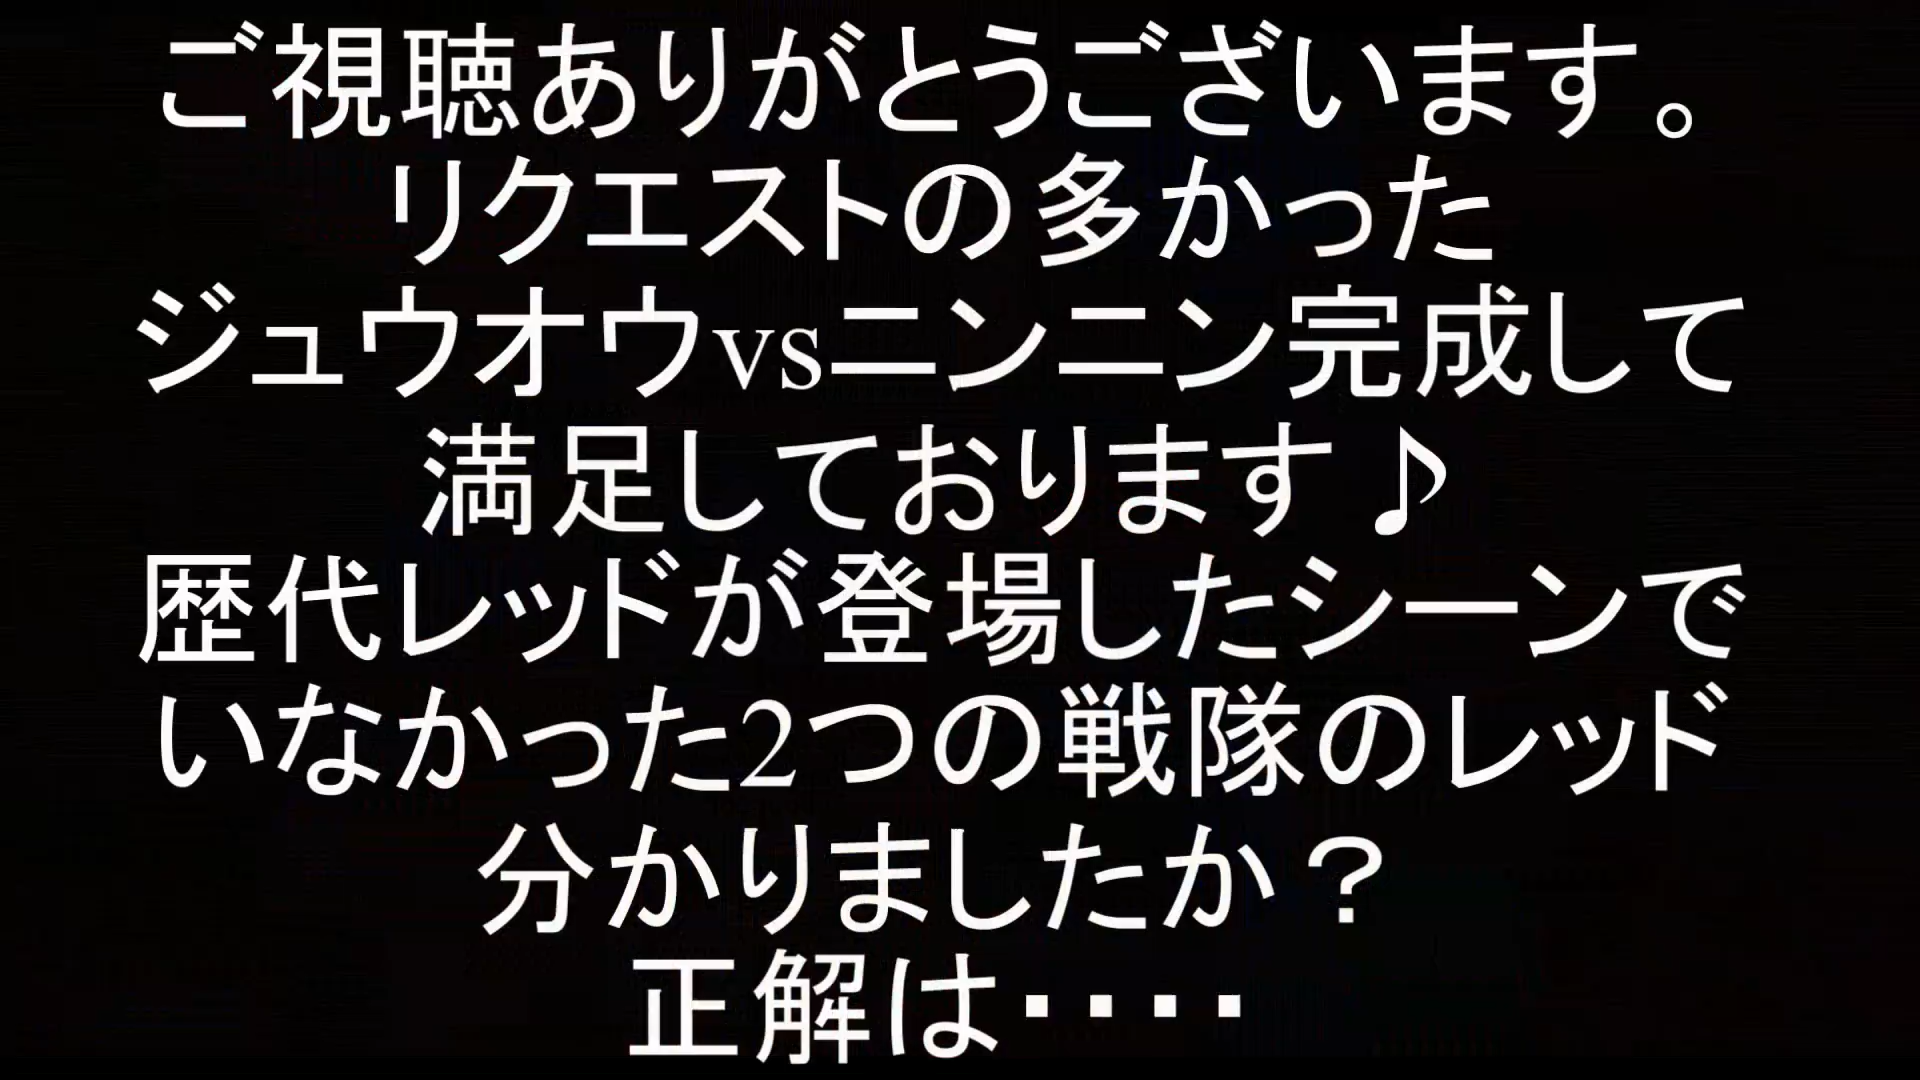 ご視聴ありがとうございます。
リクエストの多かった
ジュウオウvsニンニン完成して
満足しております♪
歴代レッドが登場したシーンで
いなかった2つの戦隊のレッド
分かりましたか？
正解は・・・・